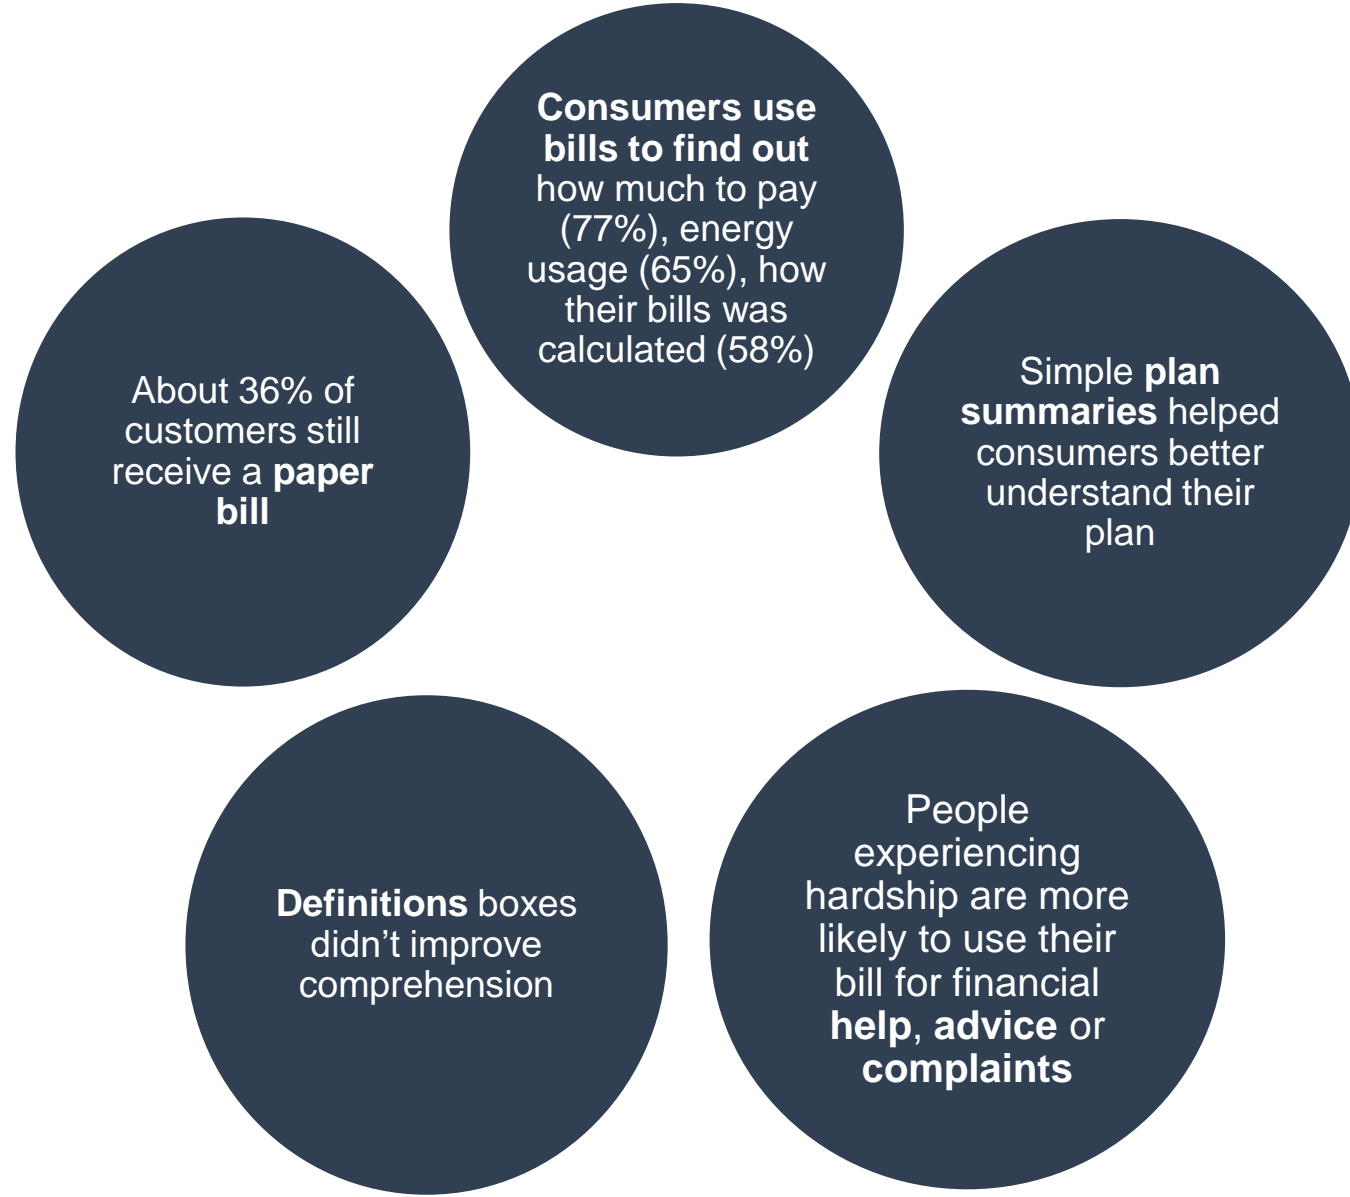 Consumers use
bills to find out
how much to pay
(77%), energy
usage (65%), how
their bills was
calculated (58%)
Simple plan
summaries helped
consumers better
understand their
plan
People
experiencing
hardship are more
likely to use their
bill for financial
help, advice or
complaints
Definitions boxes
didn’t improve
comprehension
About 36% of
customers still
receive a paper
bill